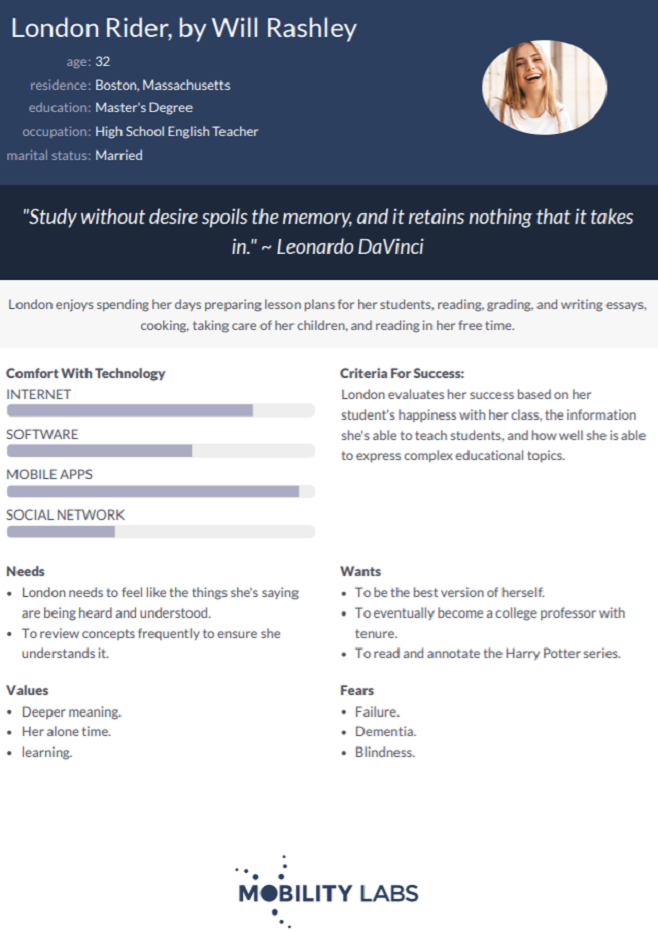 London Rider, by Will Rashley
age: 32
residence: Boston, Massachusetts
education: Master's Degree
occupation: High School English Teacher
marital status: Married
"Study without desire spoils the memory, and it retains nothing that it takes
in." ~ Leonardo DaVinci
London enjoys spending her days preparing lesson plans for her students, reading, grading, and writing essays,
cooking, taking care of her children, and reading in her free time.
Comfort With Technology
INTERNET
SOFTWARE
MOBILE APPS
SOCIAL NETWORK
Criteria For Success:
London evaluates her success based on her
student's happiness with her class, the information
she's able to teach students, and how well she is able
to express complex educational topics.
Needs
• London needs to feel like the things she's saying
are being heard and understood.
• To review concepts frequently to ensure she
understands it.
Wants
• To be the best version of herself.
• To eventually become a college professor with
tenure.
• To read and annotate the Harry Potter series.
Values
• Deeper meaning.
• Her alone time.
• learning.
Fears
• Failure.
• Dementia.
• Blindness.
MOBILITY LABS